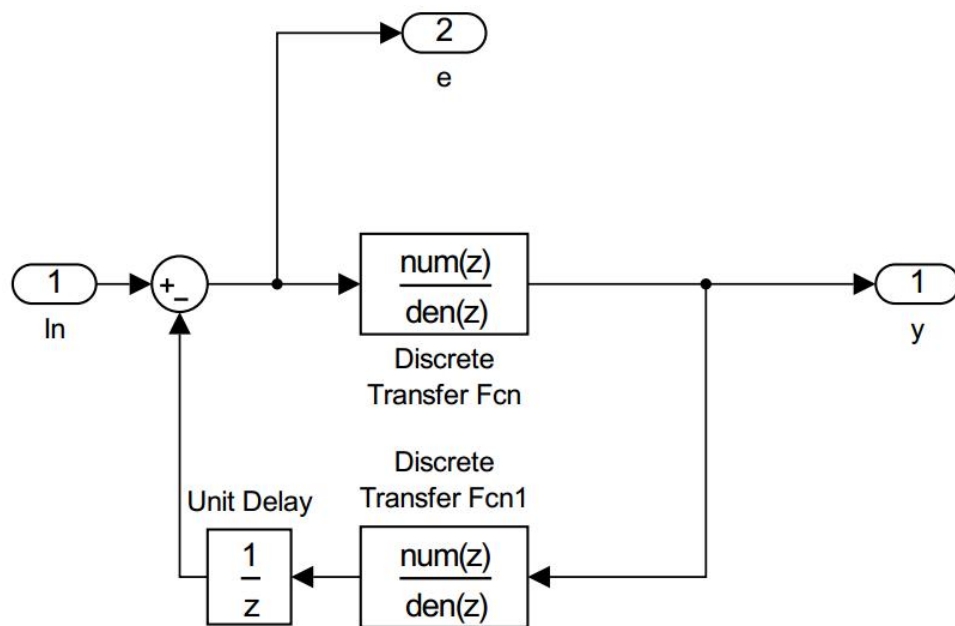 2
e
1
In
+
−
num(z)
den(z)
Discrete
Transfer Fcn
1
y
Discrete
Transfer Fcn1
Unit Delay
1
z
num(z)
den(z)